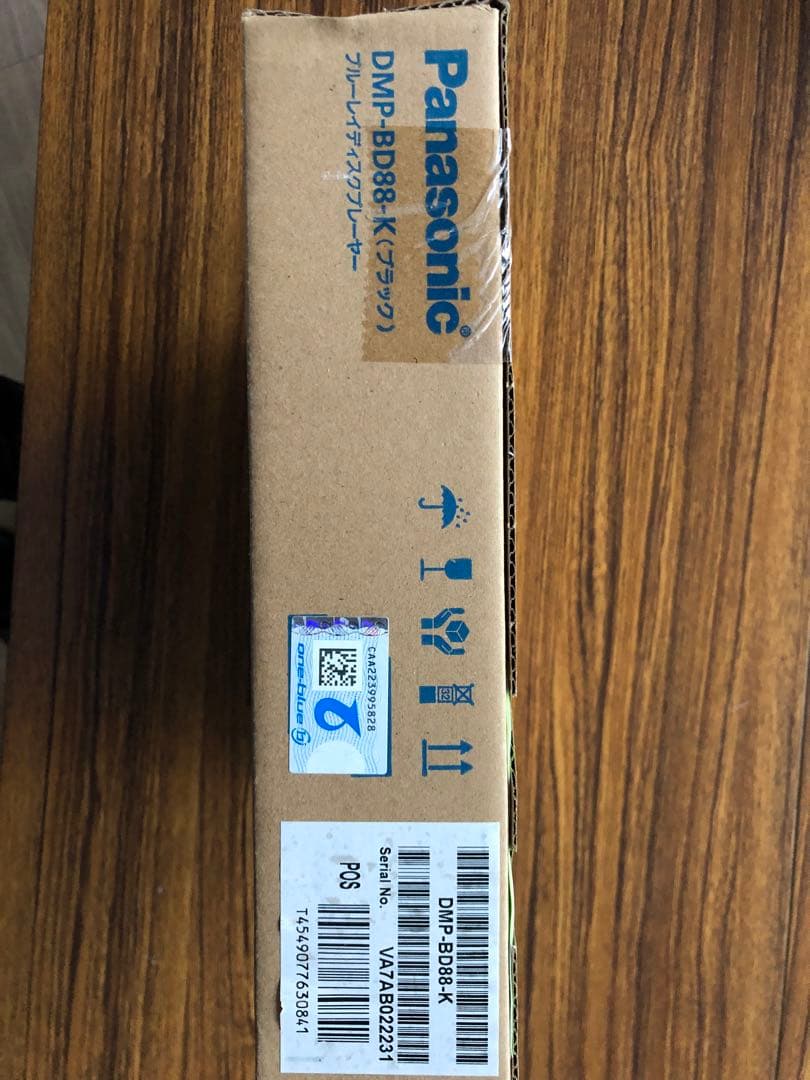 Panasonic®
DMP-BD88-K(ブラック)
ブルーレイディスクプレーヤー
CAA223995828
one-blue
DMP-BD88-K
Serial No.
VA7AB022231
POS
T4549077630841